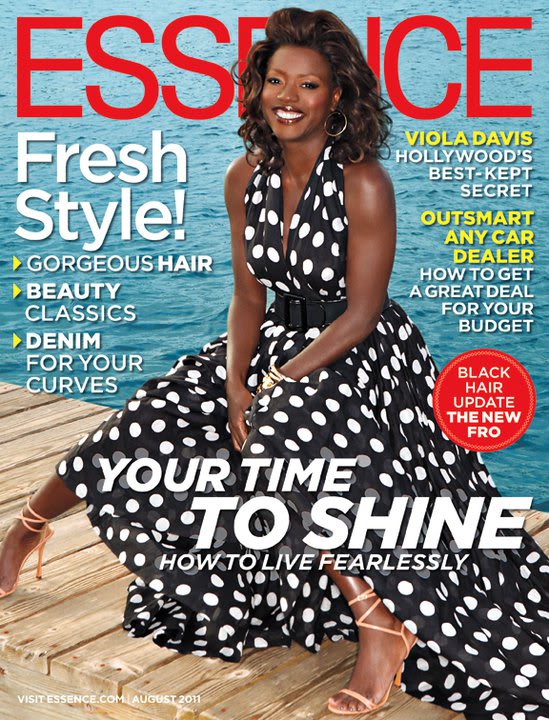 ESSENCE
Fresh
Style!
GORGEOUS HAIR
BEAUTY
CLASSICS
DENIM
FOR YOUR
CURVES
VIOLA DAVIS
HOLLYWOOD'S
BEST-KEPT
SECRET
OUTSMART
ANY CAR
DEALER
HOW TO GET
A GREAT DEAL
FOR YOUR
BUDGET
BLACK
HAIR
UPDATE
THE NEW
FRO
YOUR TIME
TO SHINE
HOW TO LIVE FEARLESSLY
VISIT ESSENCE.COM | AUGUST 2011